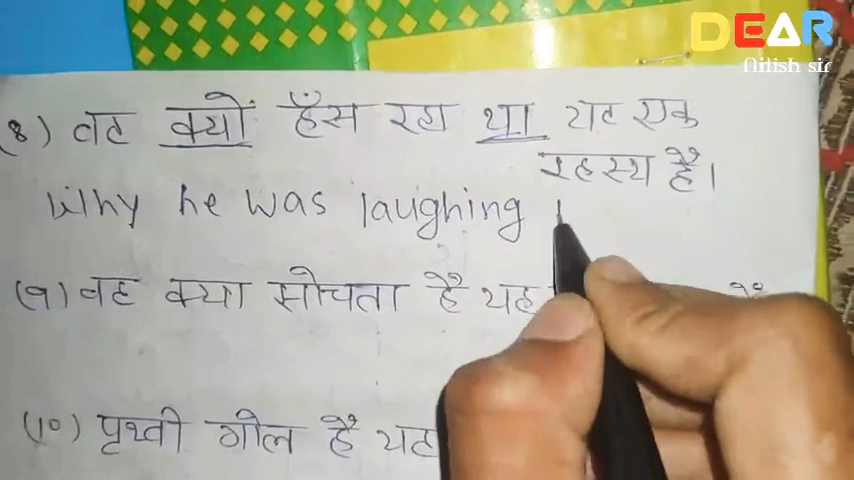 DEAR
Nitish sir
(8) वह क्यों हँस रहा था यह एक
रहस्य है।
Why he was laughing
(9) वह क्या सोचता है यह
(10) पृथ्वी गोल है यह